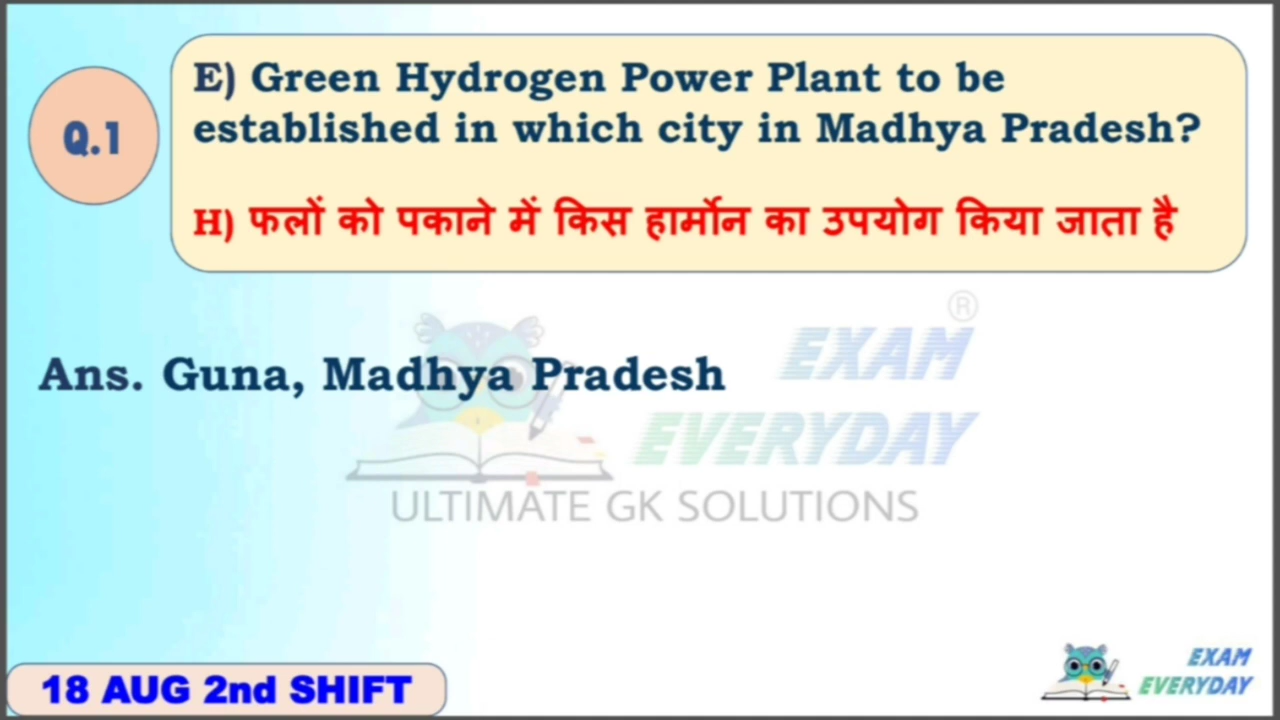 Q.1
E) Green Hydrogen Power Plant to be
established in which city in Madhya Pradesh?
H) फलों को पकाने में किस हार्मोन का उपयोग किया जाता है
Ans. Guna, Madhya Pradesh
®
EXAM
EVERYDAY
ULTIMATE GK SOLUTIONS
18 AUG 2nd SHIFT
EXAM
EVERYDAY